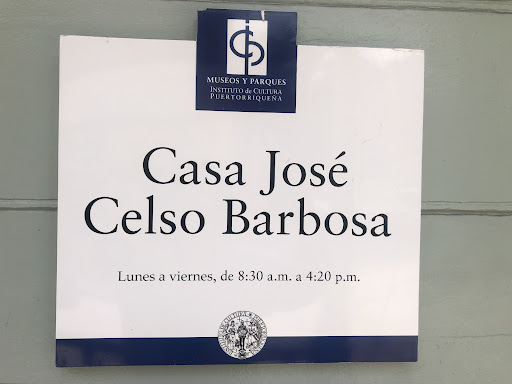 MUSEOS Y PARQUES
INSTITUTO de CULTURA
PUERTORRIQUEÑA
Casa José
Celso Barbosa
Lunes a viernes, de 8:30 a.m. a 4:20 p.m.